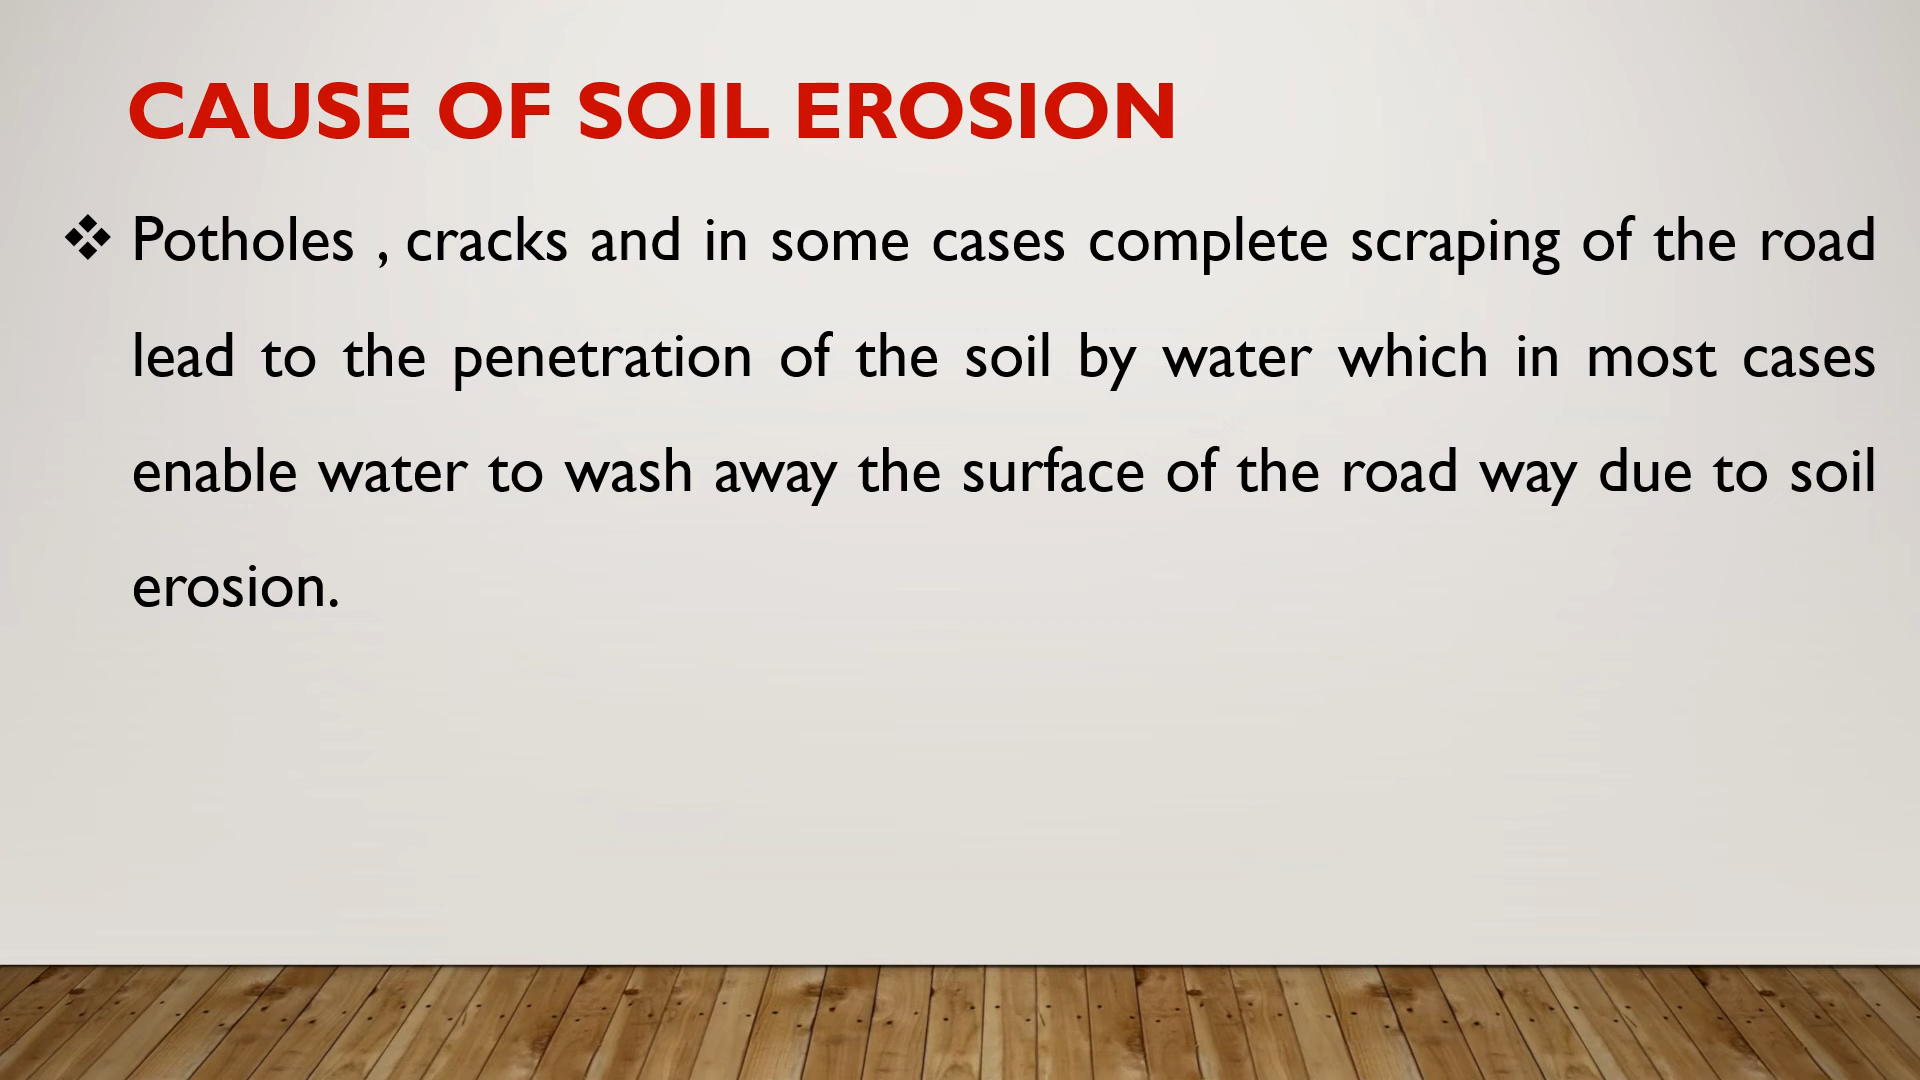 CAUSE OF SOIL EROSION
❖ Potholes , cracks and in some cases complete scraping of the road
lead to the penetration of the soil by water which in most cases
enable water to wash away the surface of the road way due to soil
erosion.